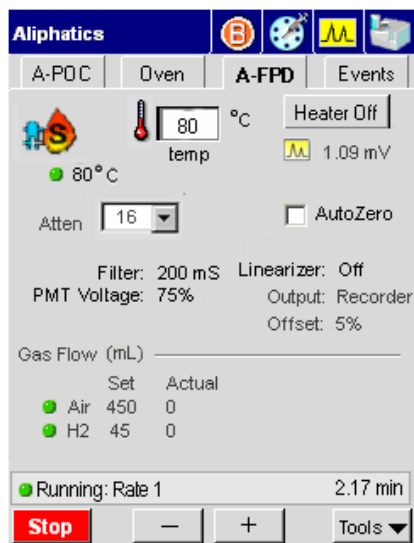 Aliphatics B
A-POC Oven A-FPD Events
S 80 °C Heater Off
temp 1.09 mV
80°C
Atten 16 AutoZero
Filter: 200 mS Linearizer: Off
PMT Voltage: 75% Output: Recorder
Offset: 5%
Gas Flow (mL)
Set Actual
Air 450 0
H2 45 0
Running: Rate 1 2.17 min
Stop − + Tools